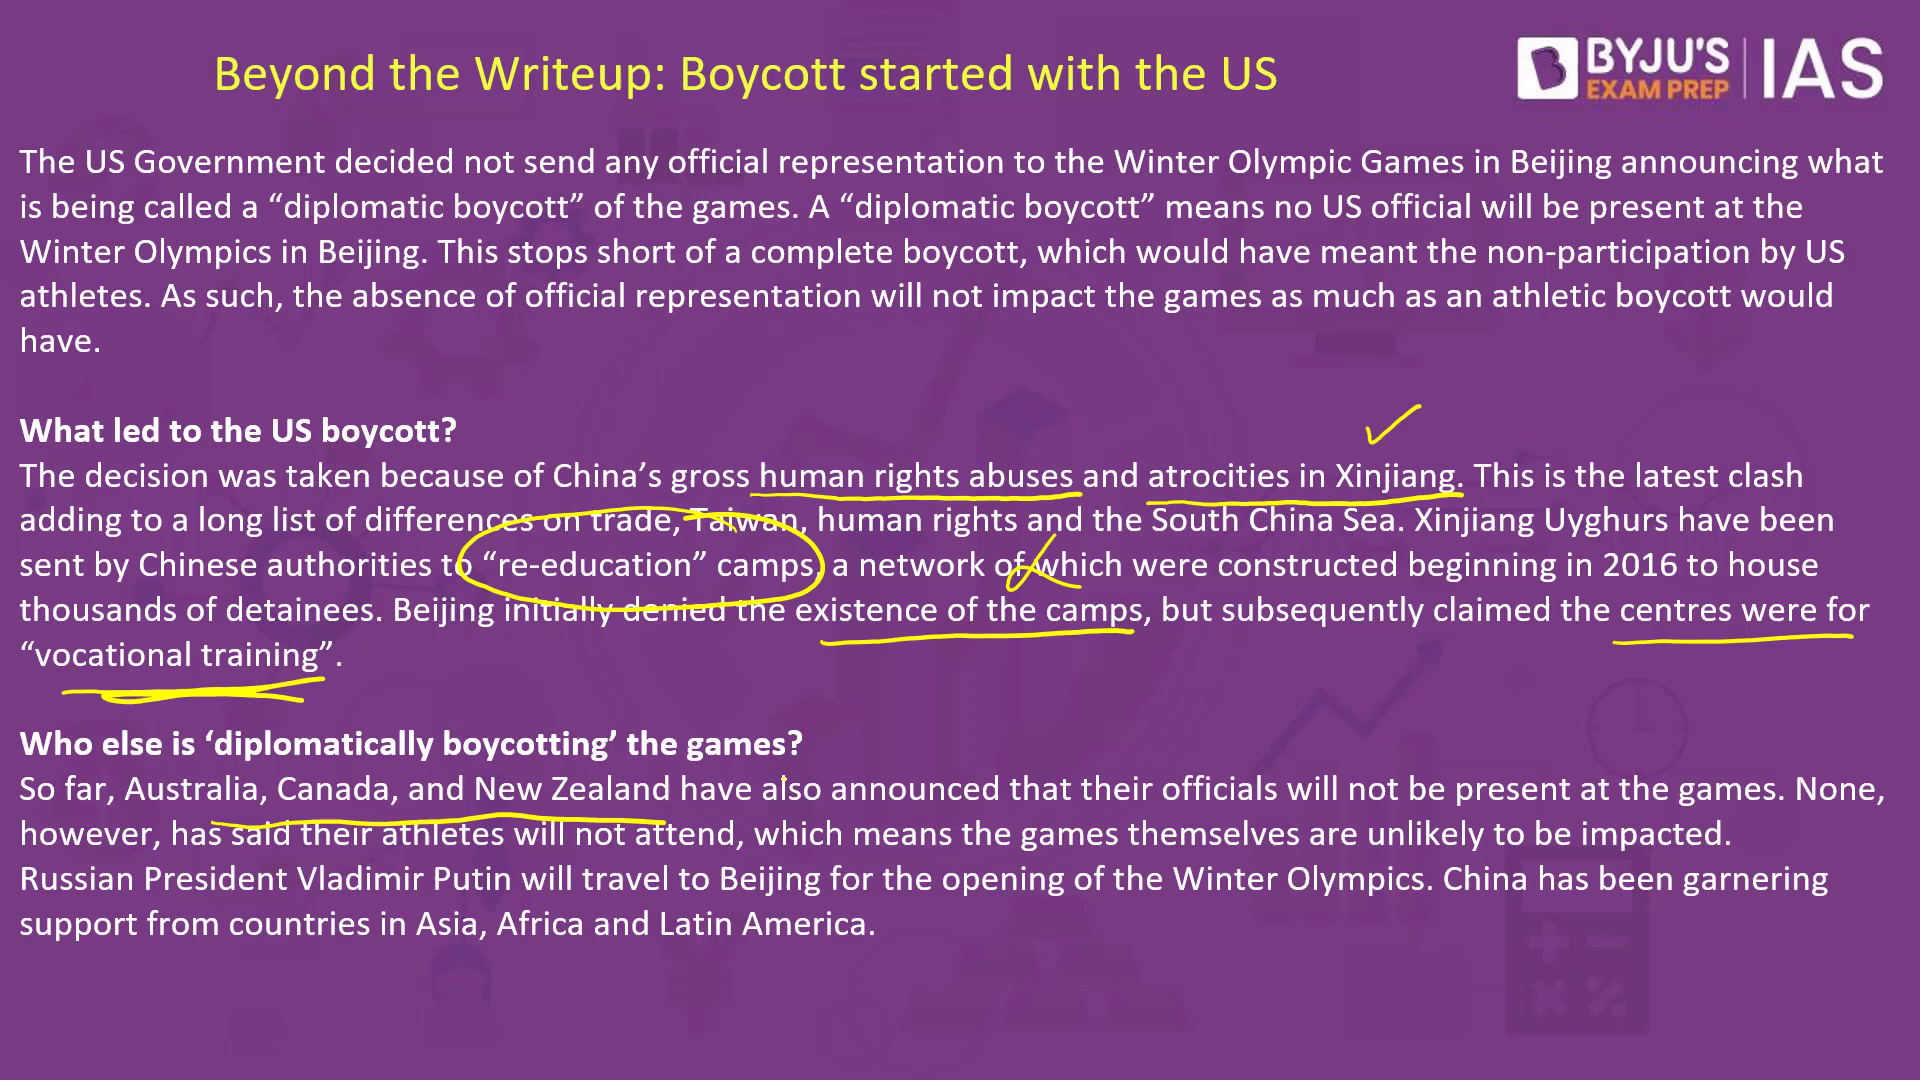 Beyond the Writeup: Boycott started with the US
BYJU'S
EXAM PREP
IAS
The US Government decided not send any official representation to the Winter Olympic Games in Beijing announcing what
is being called a “diplomatic boycott” of the games. A “diplomatic boycott” means no US official will be present at the
Winter Olympics in Beijing. This stops short of a complete boycott, which would have meant the non-participation by US
athletes. As such, the absence of official representation will not impact the games as much as an athletic boycott would
have.
What led to the US boycott?
The decision was taken because of China’s gross human rights abuses and atrocities in Xinjiang. This is the latest clash
adding to a long list of differences on trade, Taiwan, human rights and the South China Sea. Xinjiang Uyghurs have been
sent by Chinese authorities to “re-education” camps, a network of which were constructed beginning in 2016 to house
thousands of detainees. Beijing initially denied the existence of the camps, but subsequently claimed the centres were for
“vocational training”.
Who else is ‘diplomatically boycotting’ the games?
So far, Australia, Canada, and New Zealand have also announced that their officials will not be present at the games. None,
however, has said their athletes will not attend, which means the games themselves are unlikely to be impacted.
Russian President Vladimir Putin will travel to Beijing for the opening of the Winter Olympics. China has been garnering
support from countries in Asia, Africa and Latin America.